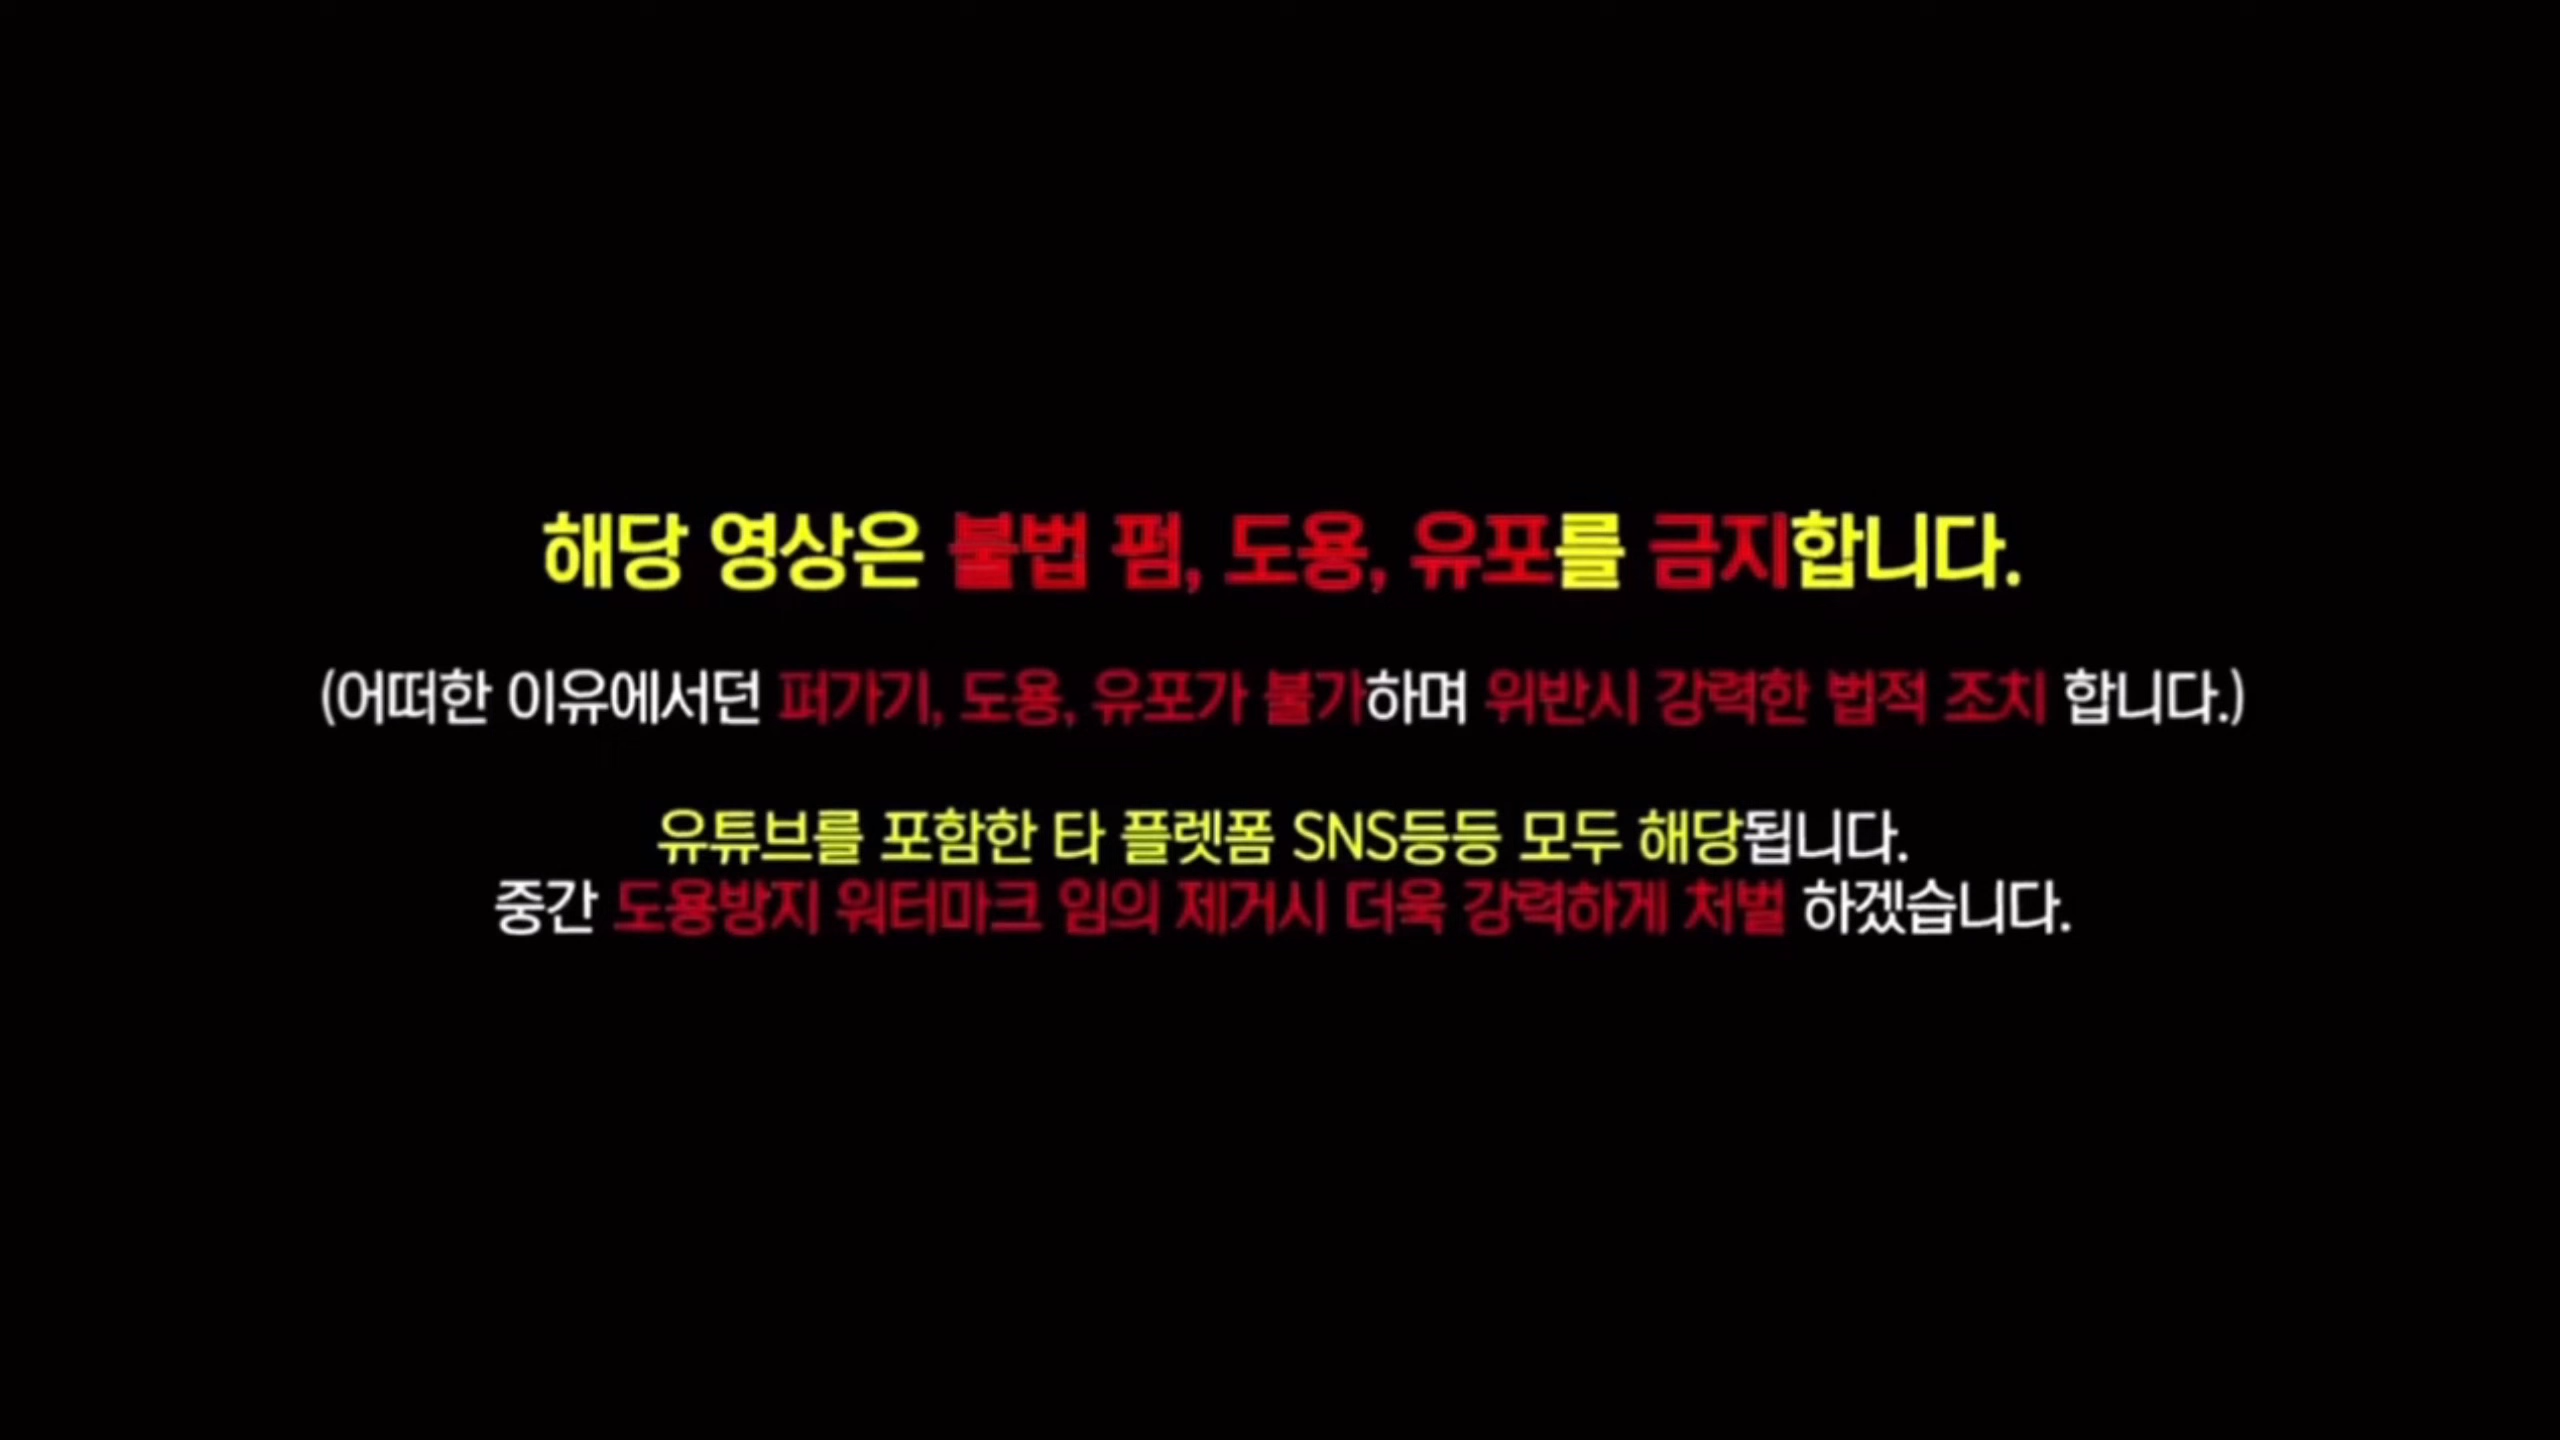 해당 영상은 불법 펌, 도용, 유포를 금지합니다.
(어떠한 이유에서던 퍼가기, 도용, 유포가 불가하며 위반시 강력한 법적 조치 합니다.)
유튜브를 포함한 타 플렛폼 SNS등등 모두 해당됩니다.
중간 도용방지 워터마크 임의 제거시 더욱 강력하게 처벌 하겠습니다.